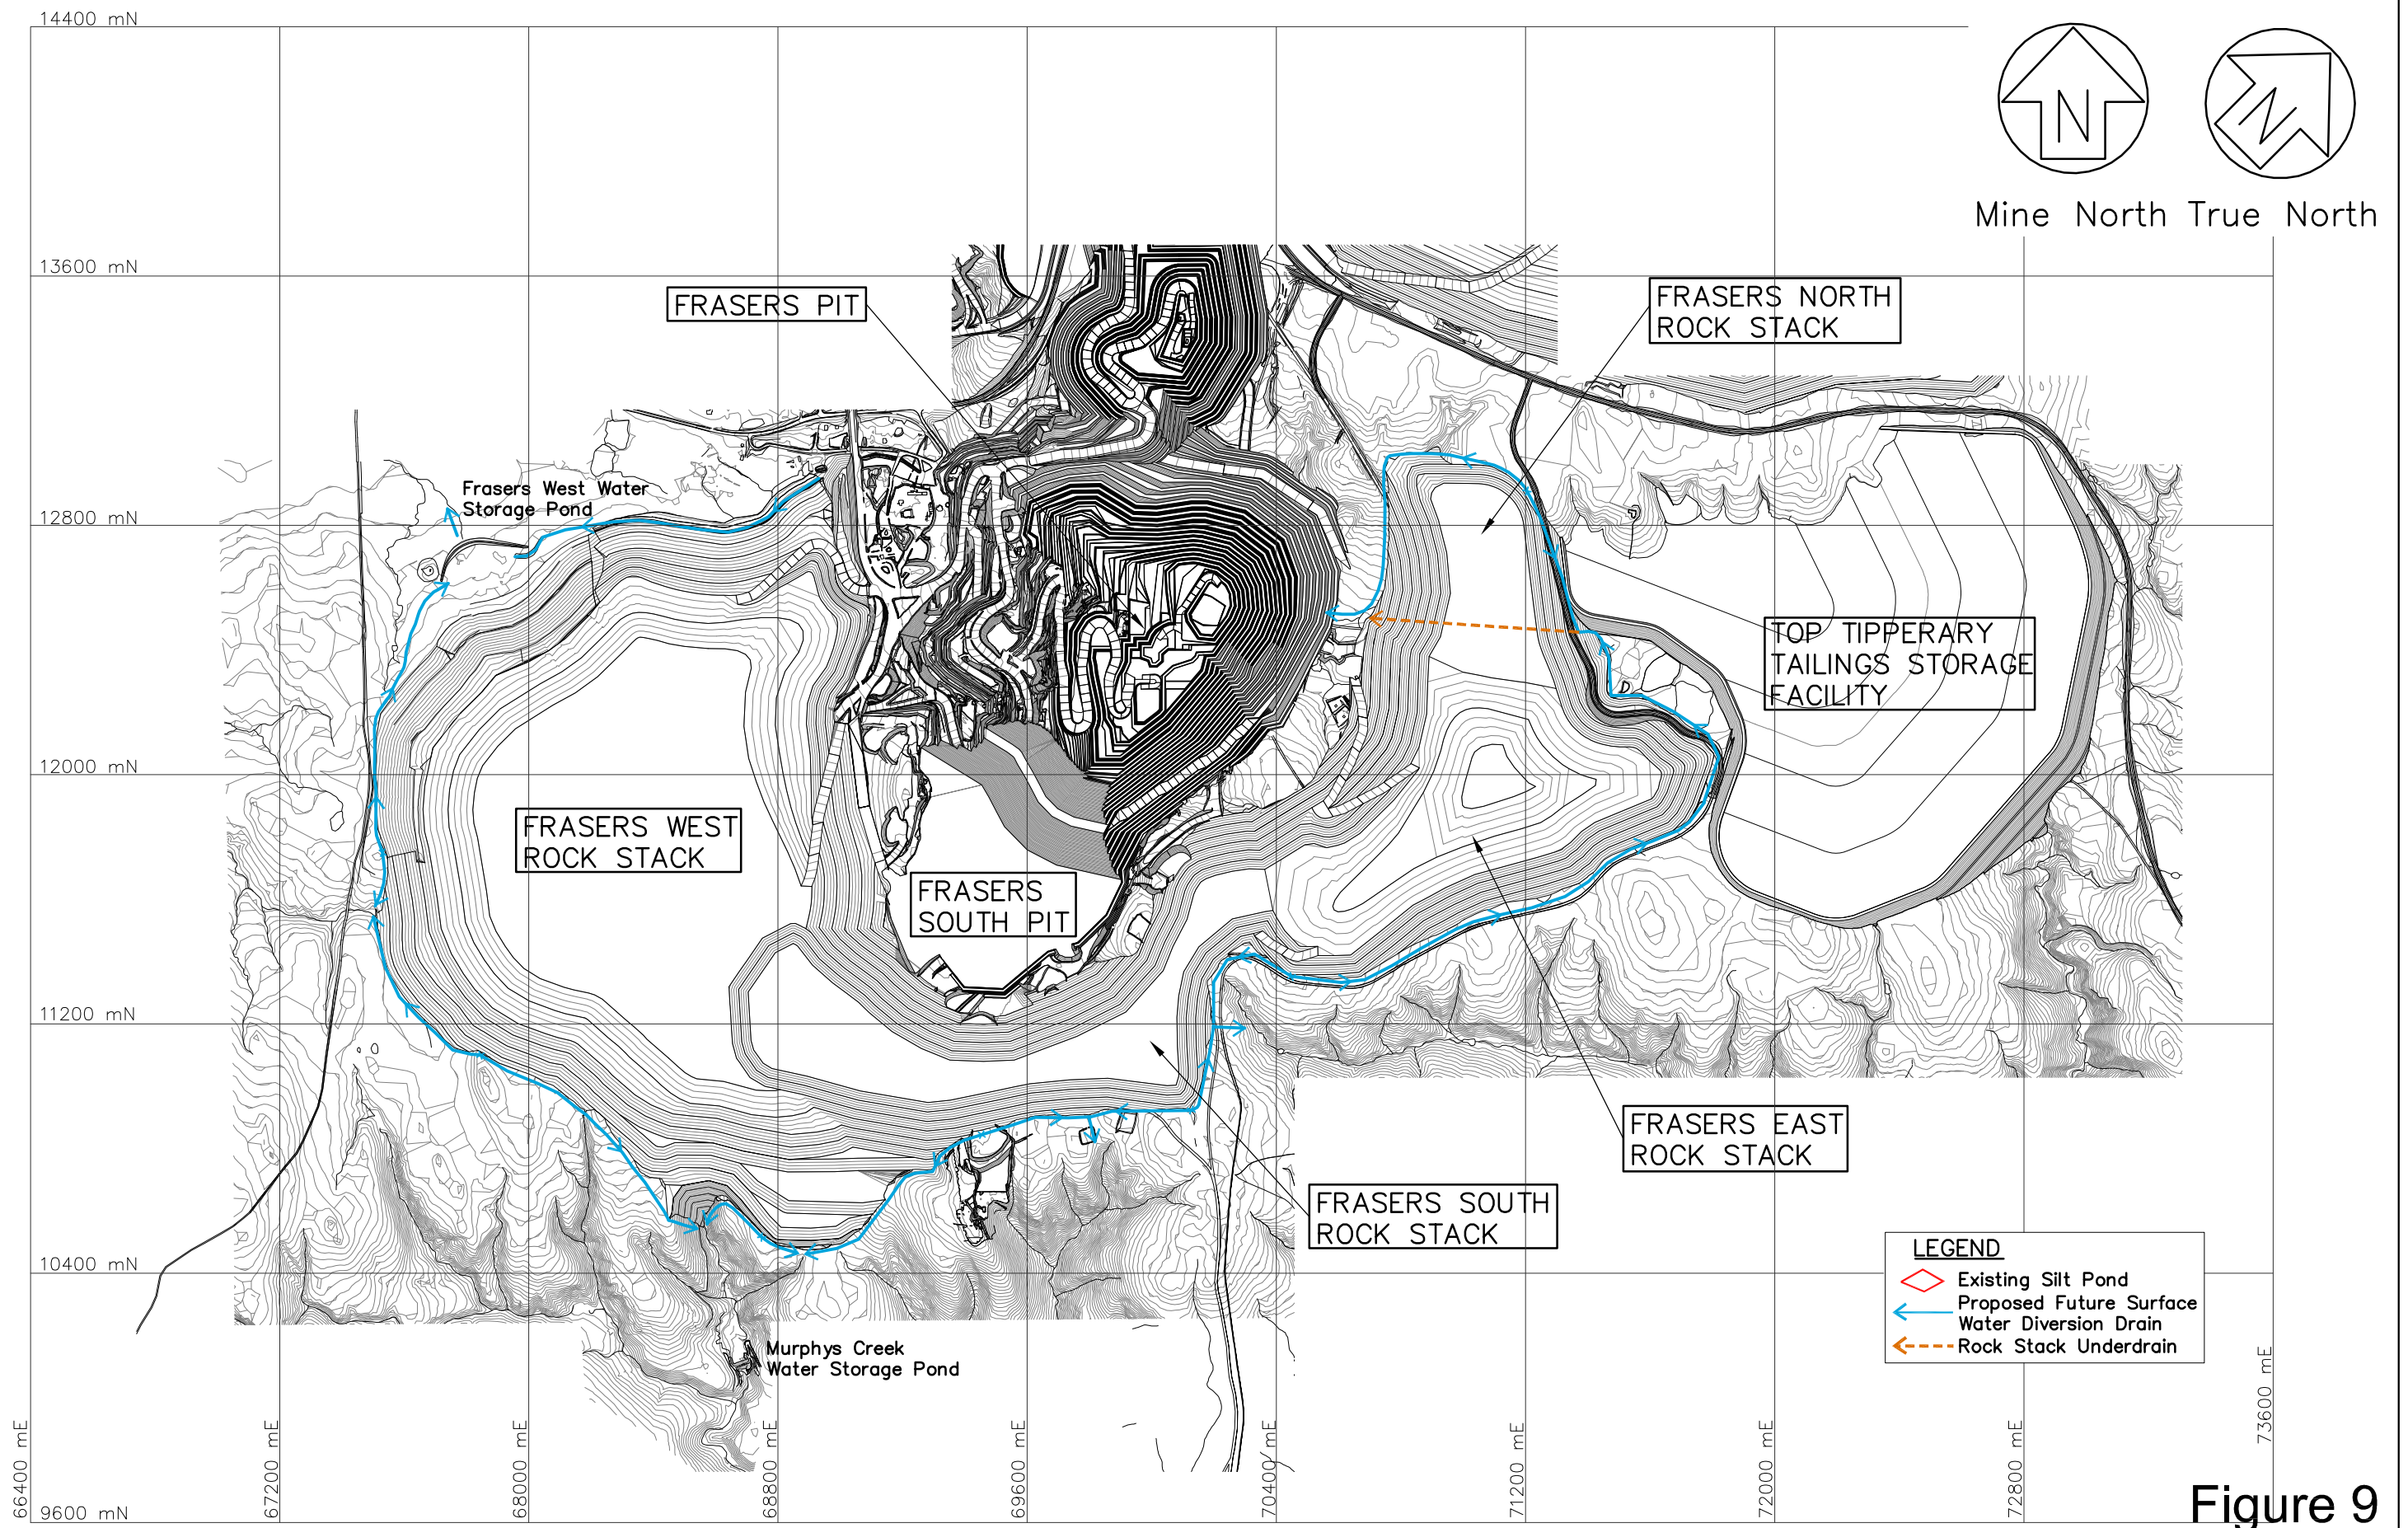 14400 mN
N
N
Mine North
True North
13600 mN
FRASERS PIT
FRASERS NORTH
ROCK STACK
Frasers West Water
Storage Pond
12800 mN
TOP TIPPERARY
TAILINGS STORAGE
FACILITY
D
12000 mN
FRASERS WEST
ROCK STACK
FRASERS
SOUTH PIT
11200 mN
FRASERS EAST
ROCK STACK
FRASERS SOUTH
ROCK STACK
10400 mN
LEGEND
Existing Silt Pond
Proposed Future Surface
Water Diversion Drain
Rock Stack Underdrain
Murphys Creek
Water Storage Pond
9600 mN
66400 mE
67200 mE
68000 mE
68800 mE
69600 mE
70400 mE
71200 mE
72000 mE
72800 mE
73600 mE
Figure 9